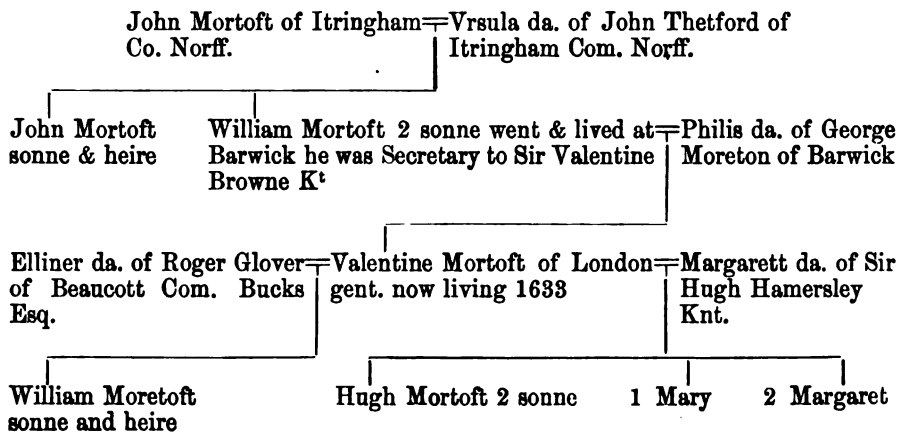 John Mortoft of Itringham Co. Norff.
Vrsula da. of John Thetford of Itringham Com. Norff.
John Mortoft
sonne & heire
William Mortoft 2 sonne went & lived at
Barwick he was Secretary to Sir Valentine
Browne Kᵗ
Philis da. of George
Moreton of Barwick
Elliner da. of Roger Glover
of Beaucott Com. Bucks
Esq.
Valentine Mortoft of London
gent. now living 1633
Margarett da. of Sir
Hugh Hamersley
Knt.
William Moretoft
sonne and heire
Hugh Mortoft 2 sonne
1 Mary
2 Margaret